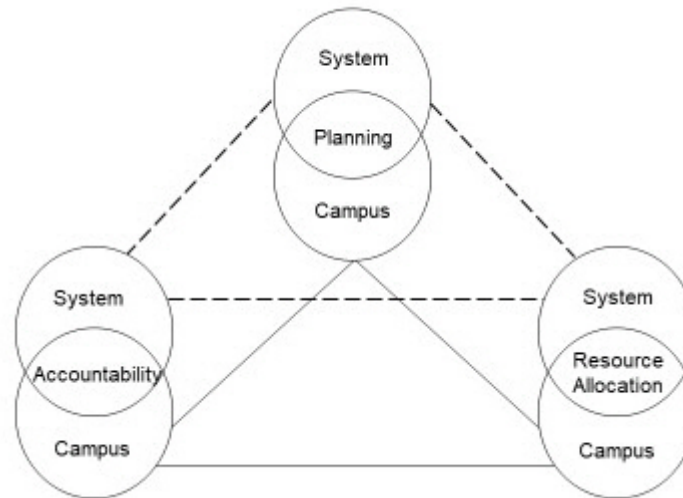 System
Planning
Campus
System
Accountability
Campus
System
Resource
Allocation
Campus